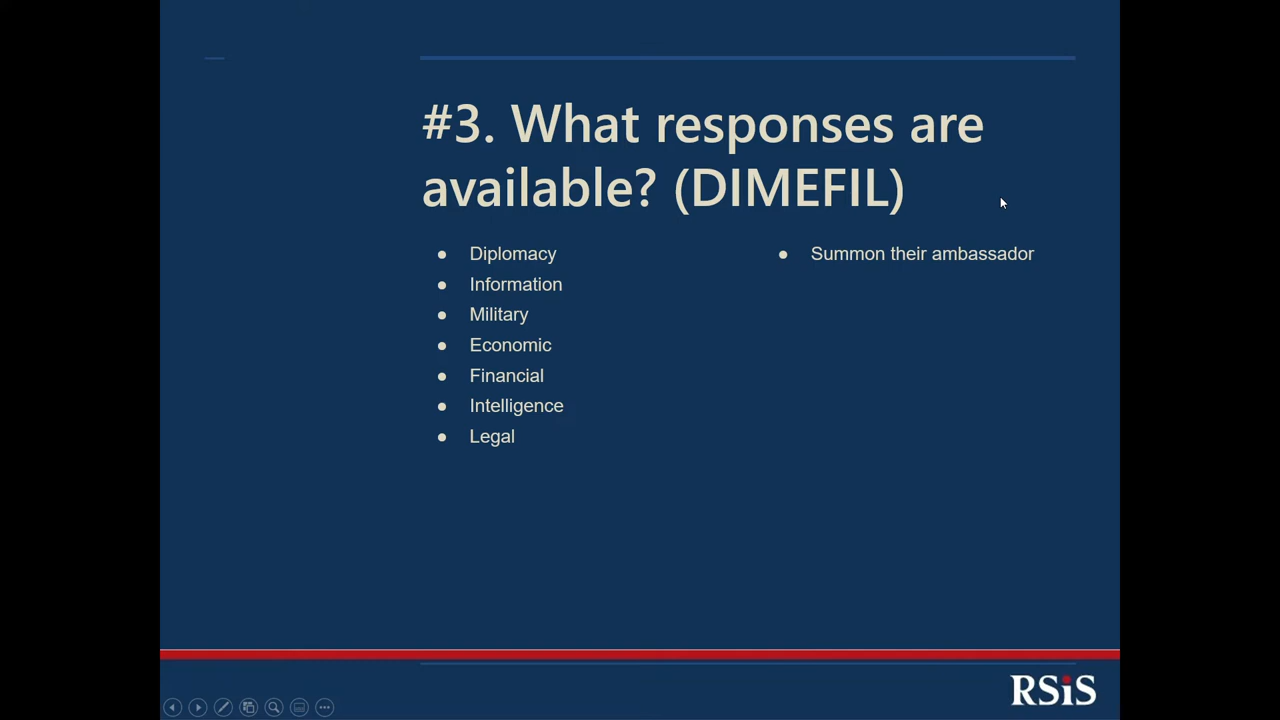 #3. What responses are
available? (DIMEFIL)
● Diplomacy
● Information
● Military
● Economic
● Financial
● Intelligence
● Legal
● Summon their ambassador
RSiS